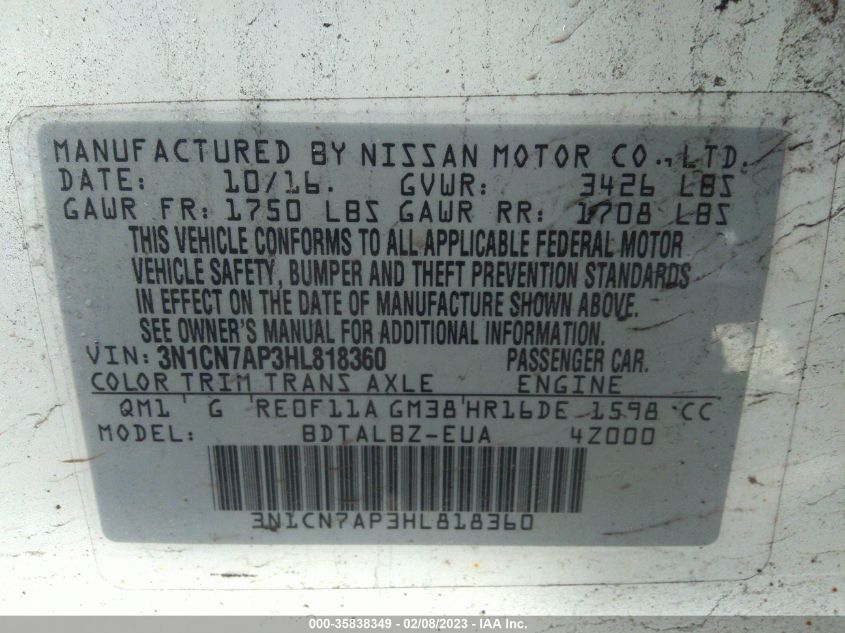 MANUFACTURED BY NISSAN MOTOR CO., LTD.
DATE: 10/16. GVWR: 3426 LBS
GAWR FR: 1750 LBS GAWR RR: 1708 LBS
THIS VEHICLE CONFORMS TO ALL APPLICABLE FEDERAL MOTOR
VEHICLE SAFETY, BUMPER AND THEFT PREVENTION STANDARDS
IN EFFECT ON THE DATE OF MANUFACTURE SHOWN ABOVE.
SEE OWNER'S MANUAL FOR ADDITIONAL INFORMATION.
VIN: 3N1CN7AP3HL818360 PASSENGER CAR.
COLOR TRIM TRANS AXLE ENGINE
QM1 G RE0F11A GM38 HR16DE 1598 CC
MODEL: BDTALBZ-EUA 4Z000
3N1CN7AP3HL818360
000-35838349 — 02/08/2023 — IAA Inc.